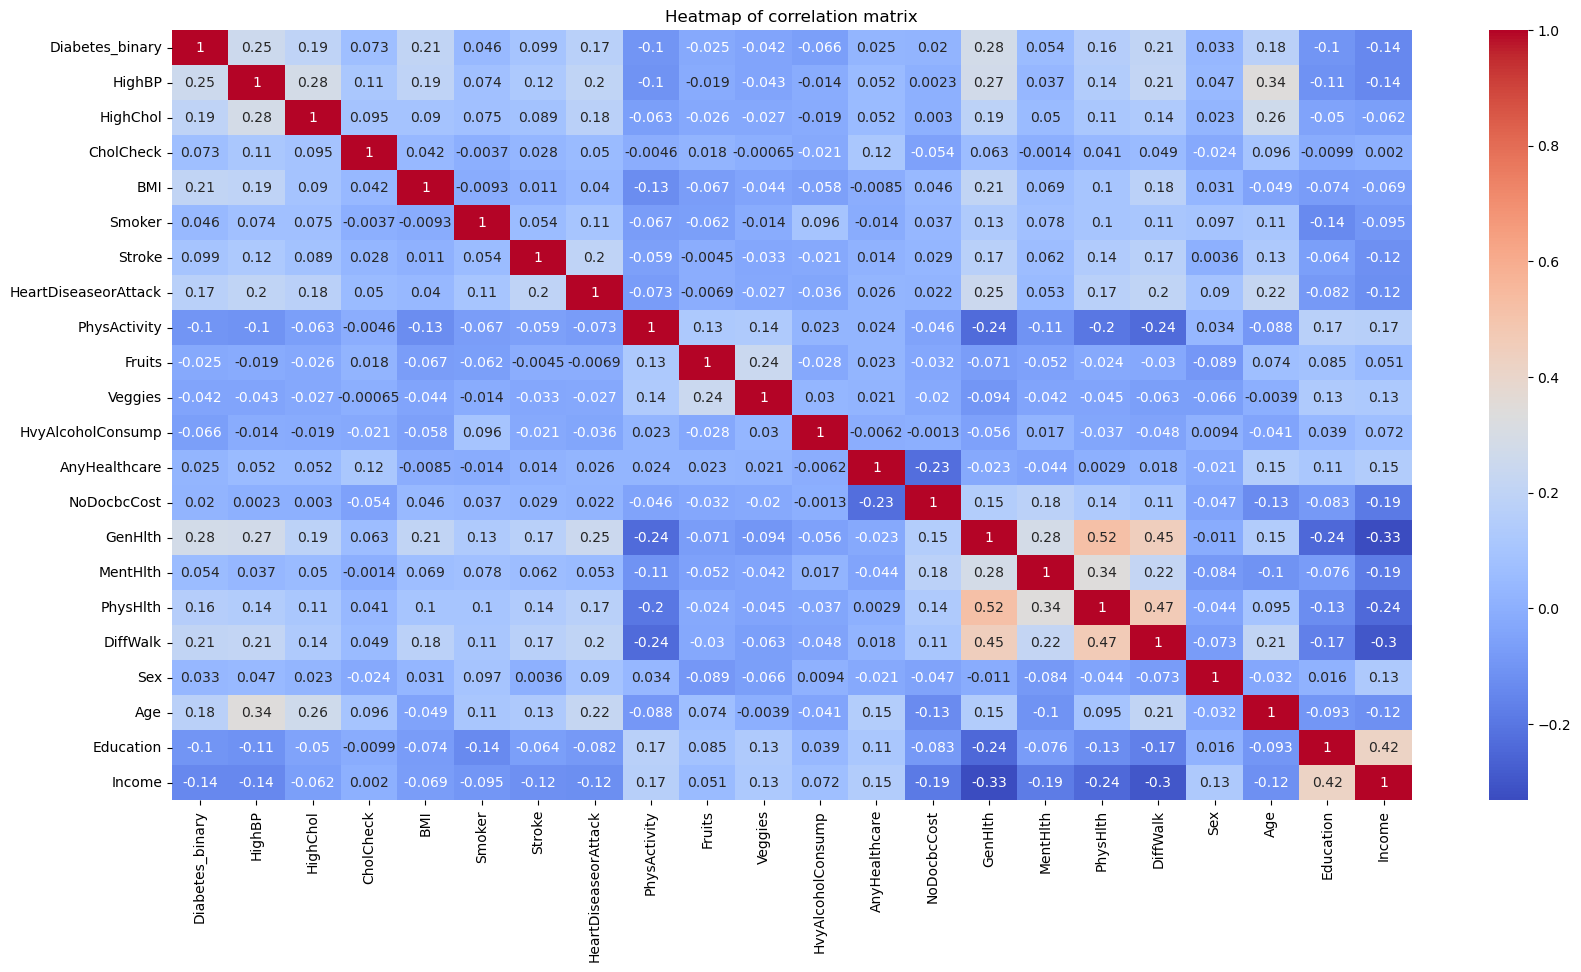 Heatmap of correlation matrix
Diabetes_binary 1 0.25 0.19 0.073 0.21 0.046 0.099 0.17 -0.1 -0.025 -0.042 -0.066 0.025 0.02 0.28 0.054 0.16 0.21 0.033 0.18 -0.1 -0.14
HighBP 0.25 1 0.28 0.11 0.19 0.074 0.12 0.2 -0.1 -0.019 -0.043 -0.014 0.052 0.0023 0.27 0.037 0.14 0.21 0.047 0.34 -0.11 -0.14
HighChol 0.19 0.28 1 0.095 0.09 0.075 0.089 0.18 -0.063 -0.026 -0.027 -0.019 0.052 0.003 0.19 0.05 0.11 0.14 0.023 0.26 -0.05 -0.062
CholCheck 0.073 0.11 0.095 1 0.042 -0.0037 0.028 0.05 -0.0046 0.018 -0.00065 -0.021 0.12 -0.054 0.063 -0.0014 0.041 0.049 -0.024 0.096 -0.0099 0.002
BMI 0.21 0.19 0.09 0.042 1 -0.0093 0.011 0.04 -0.13 -0.067 -0.044 -0.058 -0.0085 0.046 0.21 0.069 0.1 0.18 0.031 -0.049 -0.074 -0.069
Smoker 0.046 0.074 0.075 -0.0037 -0.0093 1 0.054 0.11 -0.067 -0.062 -0.014 0.096 -0.014 0.037 0.13 0.078 0.1 0.11 0.097 0.11 -0.14 -0.095
Stroke 0.099 0.12 0.089 0.028 0.011 0.054 1 0.2 -0.059 -0.0045 -0.033 -0.021 0.014 0.029 0.17 0.062 0.14 0.17 0.0036 0.13 -0.064 -0.12
HeartDiseaseorAttack 0.17 0.2 0.18 0.05 0.04 0.11 0.2 1 -0.073 -0.0069 -0.027 -0.036 0.026 0.022 0.25 0.053 0.17 0.2 0.09 0.22 -0.082 -0.12
PhysActivity -0.1 -0.1 -0.063 -0.0046 -0.13 -0.067 -0.059 -0.073 1 0.13 0.14 0.023 0.024 -0.046 -0.24 -0.11 -0.2 -0.24 0.034 -0.088 0.17 0.17
Fruits -0.025 -0.019 -0.026 0.018 -0.067 -0.062 -0.0045 -0.0069 0.13 1 0.24 -0.028 0.023 -0.032 -0.071 -0.052 -0.024 -0.03 -0.089 0.074 0.085 0.051
Veggies -0.042 -0.043 -0.027 -0.00065 -0.044 -0.014 -0.033 -0.027 0.14 0.24 1 0.03 0.021 -0.02 -0.094 -0.042 -0.045 -0.063 -0.066 -0.0039 0.13 0.13
HvyAlcoholConsump -0.066 -0.014 -0.019 -0.021 -0.058 0.096 -0.021 -0.036 0.023 -0.028 0.03 1 -0.0062 -0.0013 -0.056 0.017 -0.037 -0.048 0.0094 -0.041 0.039 0.072
AnyHealthcare 0.025 0.052 0.052 0.12 -0.0085 -0.014 0.014 0.026 0.024 0.023 0.021 -0.0062 1 -0.23 -0.023 -0.044 0.0029 0.018 -0.021 0.15 0.11 0.15
NoDocbcCost 0.02 0.0023 0.003 -0.054 0.046 0.037 0.029 0.022 -0.046 -0.032 -0.02 -0.0013 -0.23 1 0.15 0.18 0.14 0.11 -0.047 -0.13 -0.083 -0.19
GenHlth 0.28 0.27 0.19 0.063 0.21 0.13 0.17 0.25 -0.24 -0.071 -0.094 -0.056 -0.023 0.15 1 0.28 0.52 0.45 -0.011 0.15 -0.24 -0.33
MentHlth 0.054 0.037 0.05 -0.0014 0.069 0.078 0.062 0.053 -0.11 -0.052 -0.042 0.017 -0.044 0.18 0.28 1 0.34 0.22 -0.084 -0.1 -0.076 -0.19
PhysHlth 0.16 0.14 0.11 0.041 0.1 0.1 0.14 0.17 -0.2 -0.024 -0.045 -0.037 0.0029 0.14 0.52 0.34 1 0.47 -0.044 0.095 -0.13 -0.24
DiffWalk 0.21 0.21 0.14 0.049 0.18 0.11 0.17 0.2 -0.24 -0.03 -0.063 -0.048 0.018 0.11 0.45 0.22 0.47 1 -0.073 0.21 -0.17 -0.3
Sex 0.033 0.047 0.023 -0.024 0.031 0.097 0.0036 0.09 0.034 -0.089 -0.066 0.0094 -0.021 -0.047 -0.011 -0.084 -0.044 -0.073 1 -0.032 0.016 0.13
Age 0.18 0.34 0.26 0.096 -0.049 0.11 0.13 0.22 -0.088 0.074 -0.0039 -0.041 0.15 -0.13 0.15 -0.1 0.095 0.21 -0.032 1 -0.093 -0.12
Education -0.1 -0.11 -0.05 -0.0099 -0.074 -0.14 -0.064 -0.082 0.17 0.085 0.13 0.039 0.11 -0.083 -0.24 -0.076 -0.13 -0.17 0.016 -0.093 1 0.42
Income -0.14 -0.14 -0.062 0.002 -0.069 -0.095 -0.12 -0.12 0.17 0.051 0.13 0.072 0.15 -0.19 -0.33 -0.19 -0.24 -0.3 0.13 -0.12 0.42 1
Diabetes_binary
HighBP
HighChol
CholCheck
BMI
Smoker
Stroke
HeartDiseaseorAttack
PhysActivity
Fruits
Veggies
HvyAlcoholConsump
AnyHealthcare
NoDocbcCost
GenHlth
MentHlth
PhysHlth
DiffWalk
Sex
Age
Education
Income
1.0
0.8
0.6
0.4
0.2
0.0
−0.2